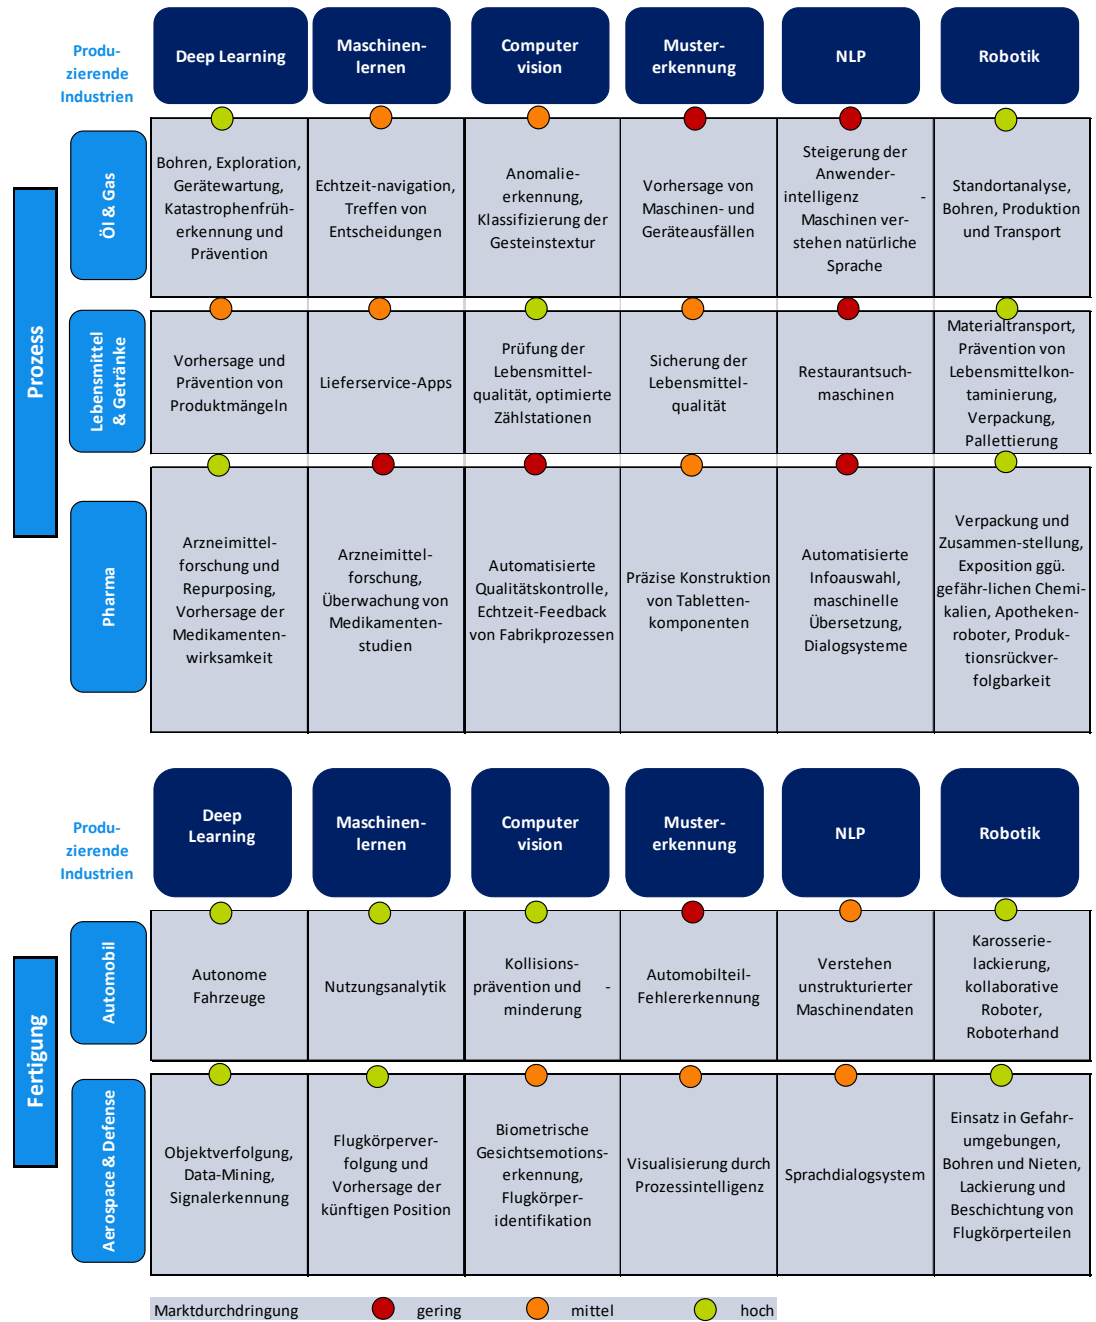 Produ-
zierende
Industrien
Deep Learning
Maschinen-
lernen
Computer
vision
Muster-
erkennung
NLP
Robotik
Prozess
Öl & Gas
Bohren, Exploration,
Gerätewartung,
Katastrophenfrüh-
erkennung und
Prävention
Echtzeit-navigation,
Treffen von
Entscheidungen
Anomalie-
erkennung,
Klassifizierung der
Gesteinstextur
Vorhersage von
Maschinen- und
Geräteausfällen
Steigerung der
Anwender-
intelligenz -
Maschinen ver-
stehen natürliche
Sprache
Standortanalyse,
Bohren, Produktion
und Transport
Lebensmittel
& Getränke
Vorhersage und
Prävention von
Produktmängeln
Lieferservice-Apps
Prüfung der
Lebensmittel-
qualität, optimierte
Zählstationen
Sicherung der
Lebensmittel-
qualität
Restaurantsuch-
maschinen
Materialtransport,
Prävention von
Lebensmittelkon-
taminierung,
Verpackung,
Pallettierung
Pharma
Arzneimittel-
forschung und
Repurposing,
Vorhersage der
Medikamenten-
wirksamkeit
Arzneimittel-
forschung,
Überwachung von
Medikamenten-
studien
Automatisierte
Qualitätskontrolle,
Echtzeit-Feedback
von Fabrikprozessen
Präzise Konstruktion
von Tabletten-
komponenten
Automatisierte
Infoauswahl,
maschinelle
Übersetzung,
Dialogsysteme
Verpackung und
Zusammen-stellung,
Exposition ggü.
gefähr-lichen Chemi-
kalien, Apotheken-
roboter, Produk-
tionsrückver-
folgbarkeit
Produ-
zierende
Industrien
Deep
Learning
Maschinen-
lernen
Computer
vision
Muster-
erkennung
NLP
Robotik
Fertigung
Automobil
Autonome
Fahrzeuge
Nutzungsanalytik
Kollisions-
prävention und -
minderung
Automobilteil-
Fehlererkennung
Verstehen
unstrukturierter
Maschinendaten
Karosserie-
lackierung,
kollaborative
Roboter,
Roboterhand
Aerospace & Defense
Objektverfolgung,
Data-Mining,
Signalerkennung
Flugkörperver-
folgung und
Vorhersage der
künftigen Position
Biometrische
Gesichtsemotions-
erkennung,
Flugkörper-
identifikation
Visualisierung durch
Prozessintelligenz
Sprachdialogsystem
Einsatz in Gefahr-
umgebungen,
Bohren und Nieten,
Lackierung und
Beschichtung von
Flugkörperteilen
Marktdurchdringung gering mittel hoch